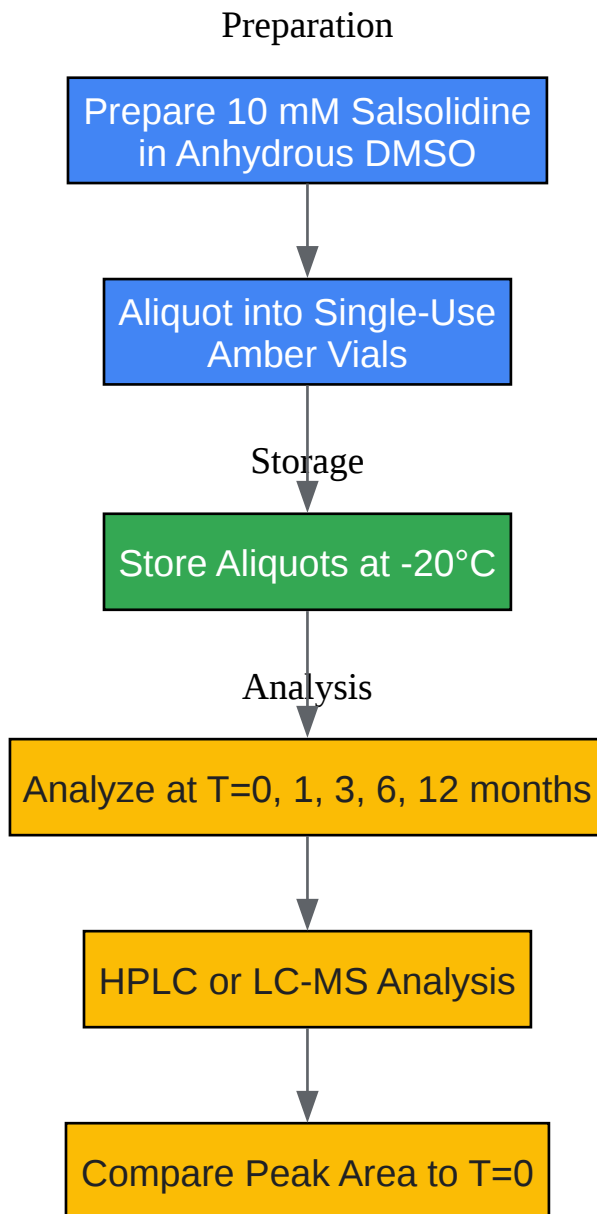 Preparation
Prepare 10 mM Salsolidine
in Anhydrous DMSO
Aliquot into Single-Use
Amber Vials
Storage
Store Aliquots at -20°C
Analysis
Analyze at T=0, 1, 3, 6, 12 months
HPLC or LC-MS Analysis
Compare Peak Area to T=0